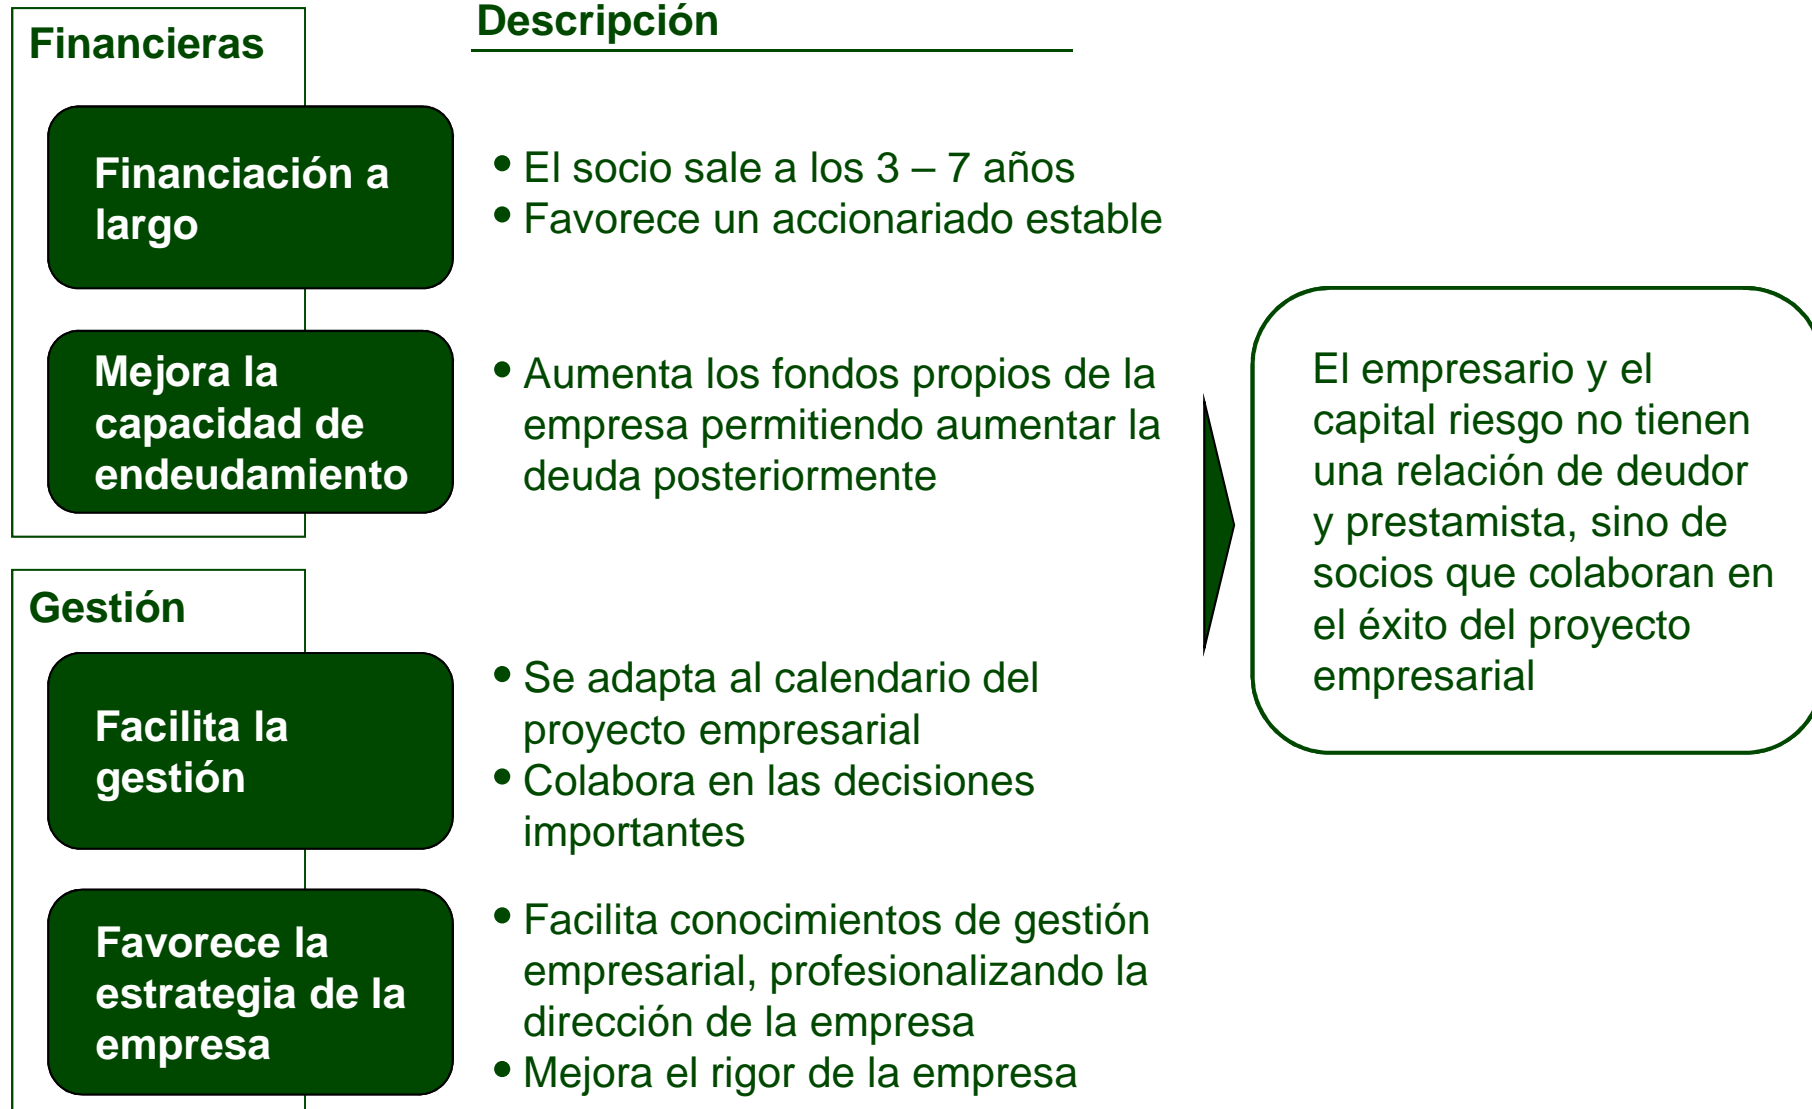 Descripción
Financieras
Financiación a
largo
• El socio sale a los 3 – 7 años
• Favorece un accionariado estable
Mejora la
capacidad de
endeudamiento
• Aumenta los fondos propios de la
empresa permitiendo aumentar la
deuda posteriormente
Gestión
Facilita la
gestión
• Se adapta al calendario del
proyecto empresarial
• Colabora en las decisiones
importantes
Favorece la
estrategia de la
empresa
• Facilita conocimientos de gestión
empresarial, profesionalizando la
dirección de la empresa
• Mejora el rigor de la empresa
El empresario y el
capital riesgo no tienen
una relación de deudor
y prestamista, sino de
socios que colaboran en
el éxito del proyecto
empresarial